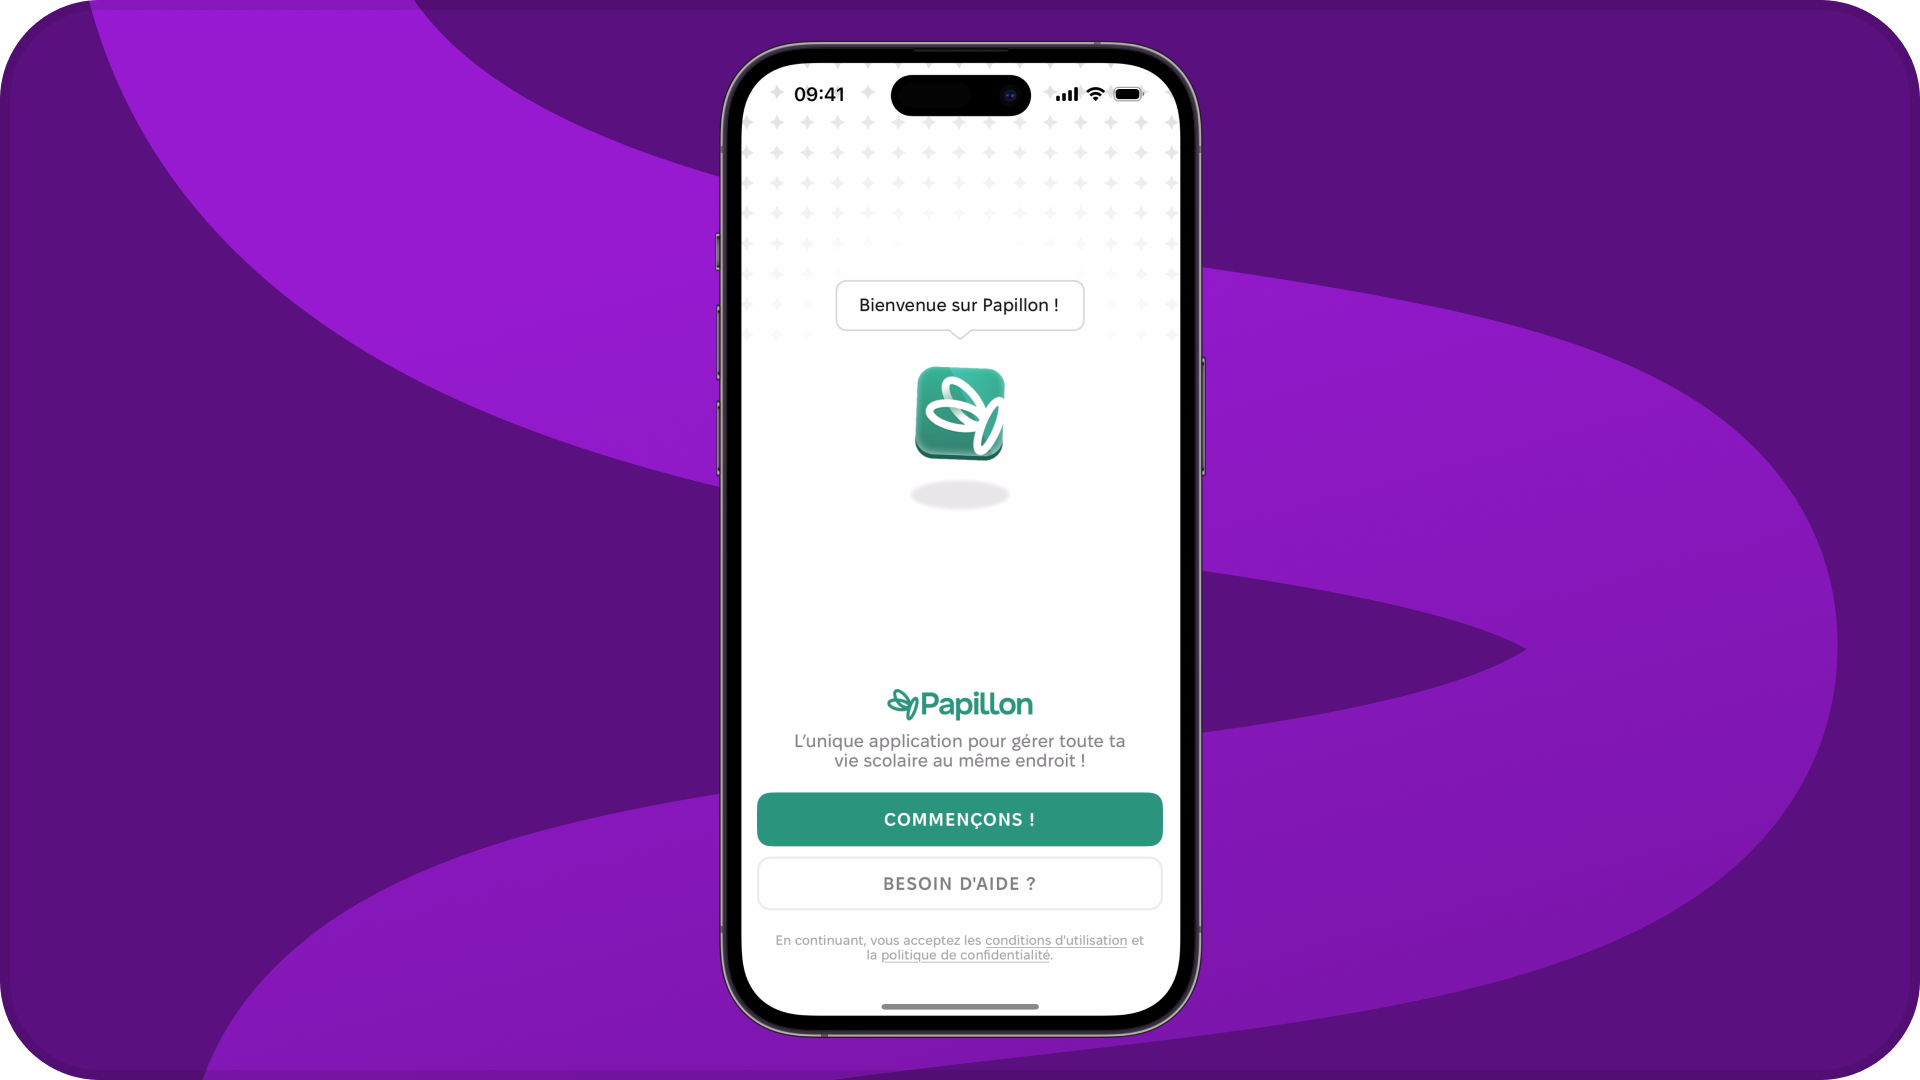 09:41
Bienvenue sur Papillon !
Papillon
L'unique application pour gérer toute ta
vie scolaire au même endroit !
COMMENÇONS !
BESOIN D'AIDE ?
En continuant, vous acceptez les conditions d'utilisation et
la politique de confidentialité.